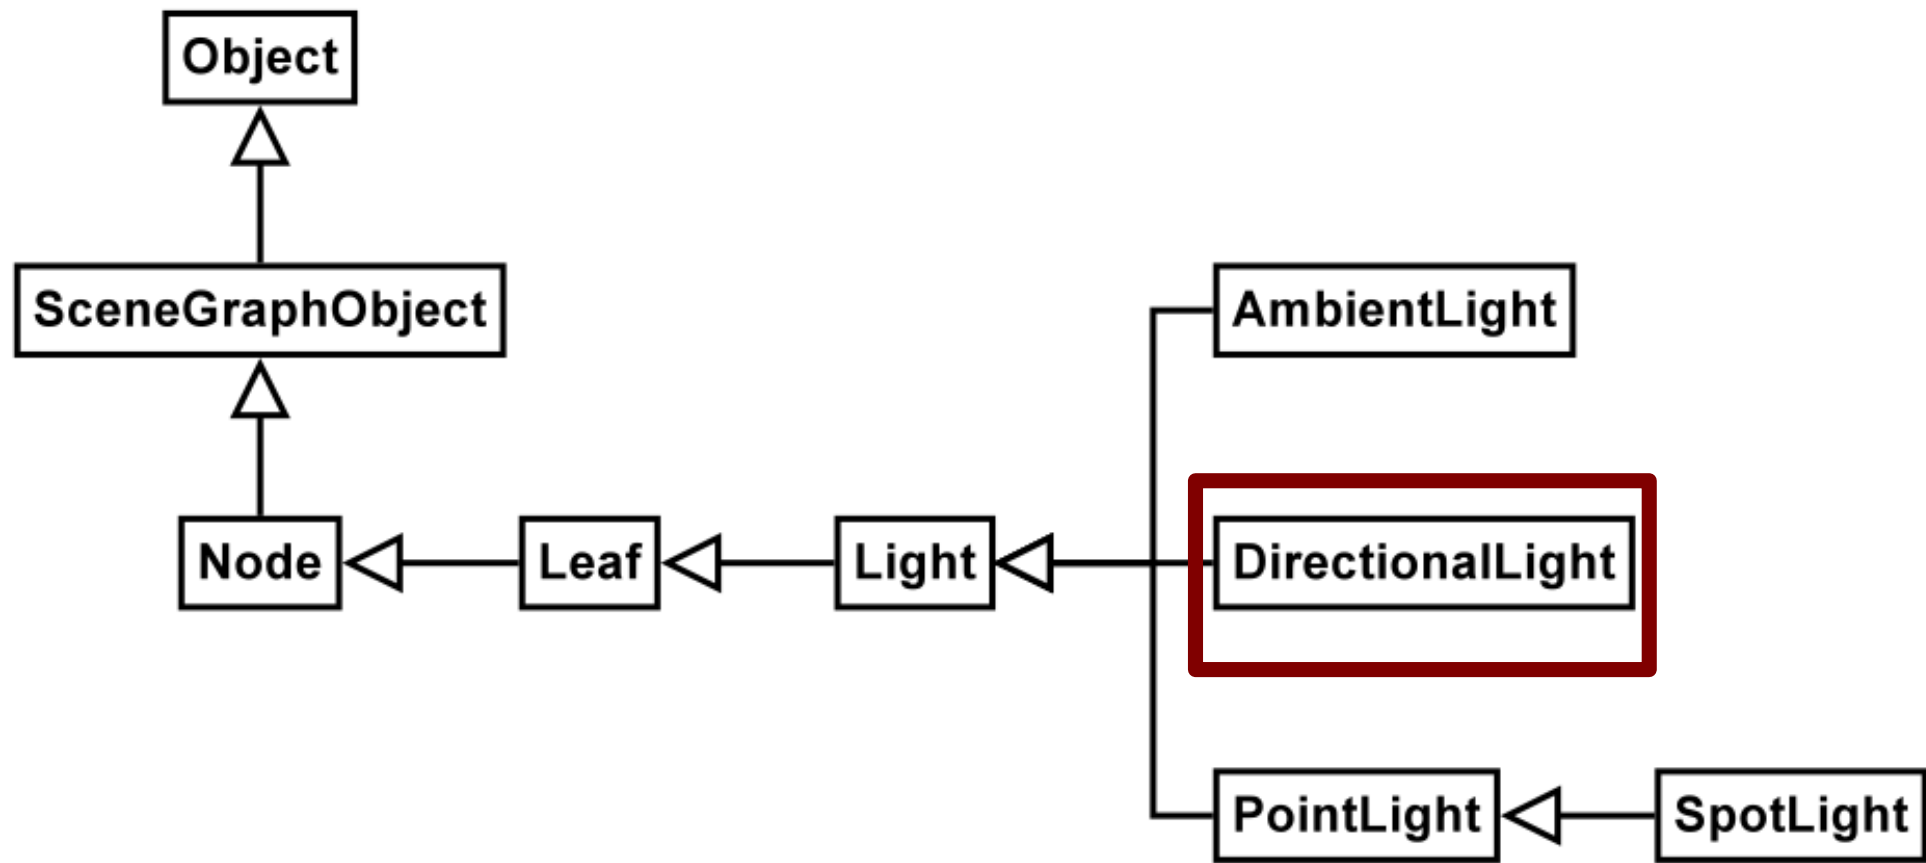 Object
SceneGraphObject
AmbientLight
Node
Leaf
Light
DirectionalLight
PointLight
SpotLight